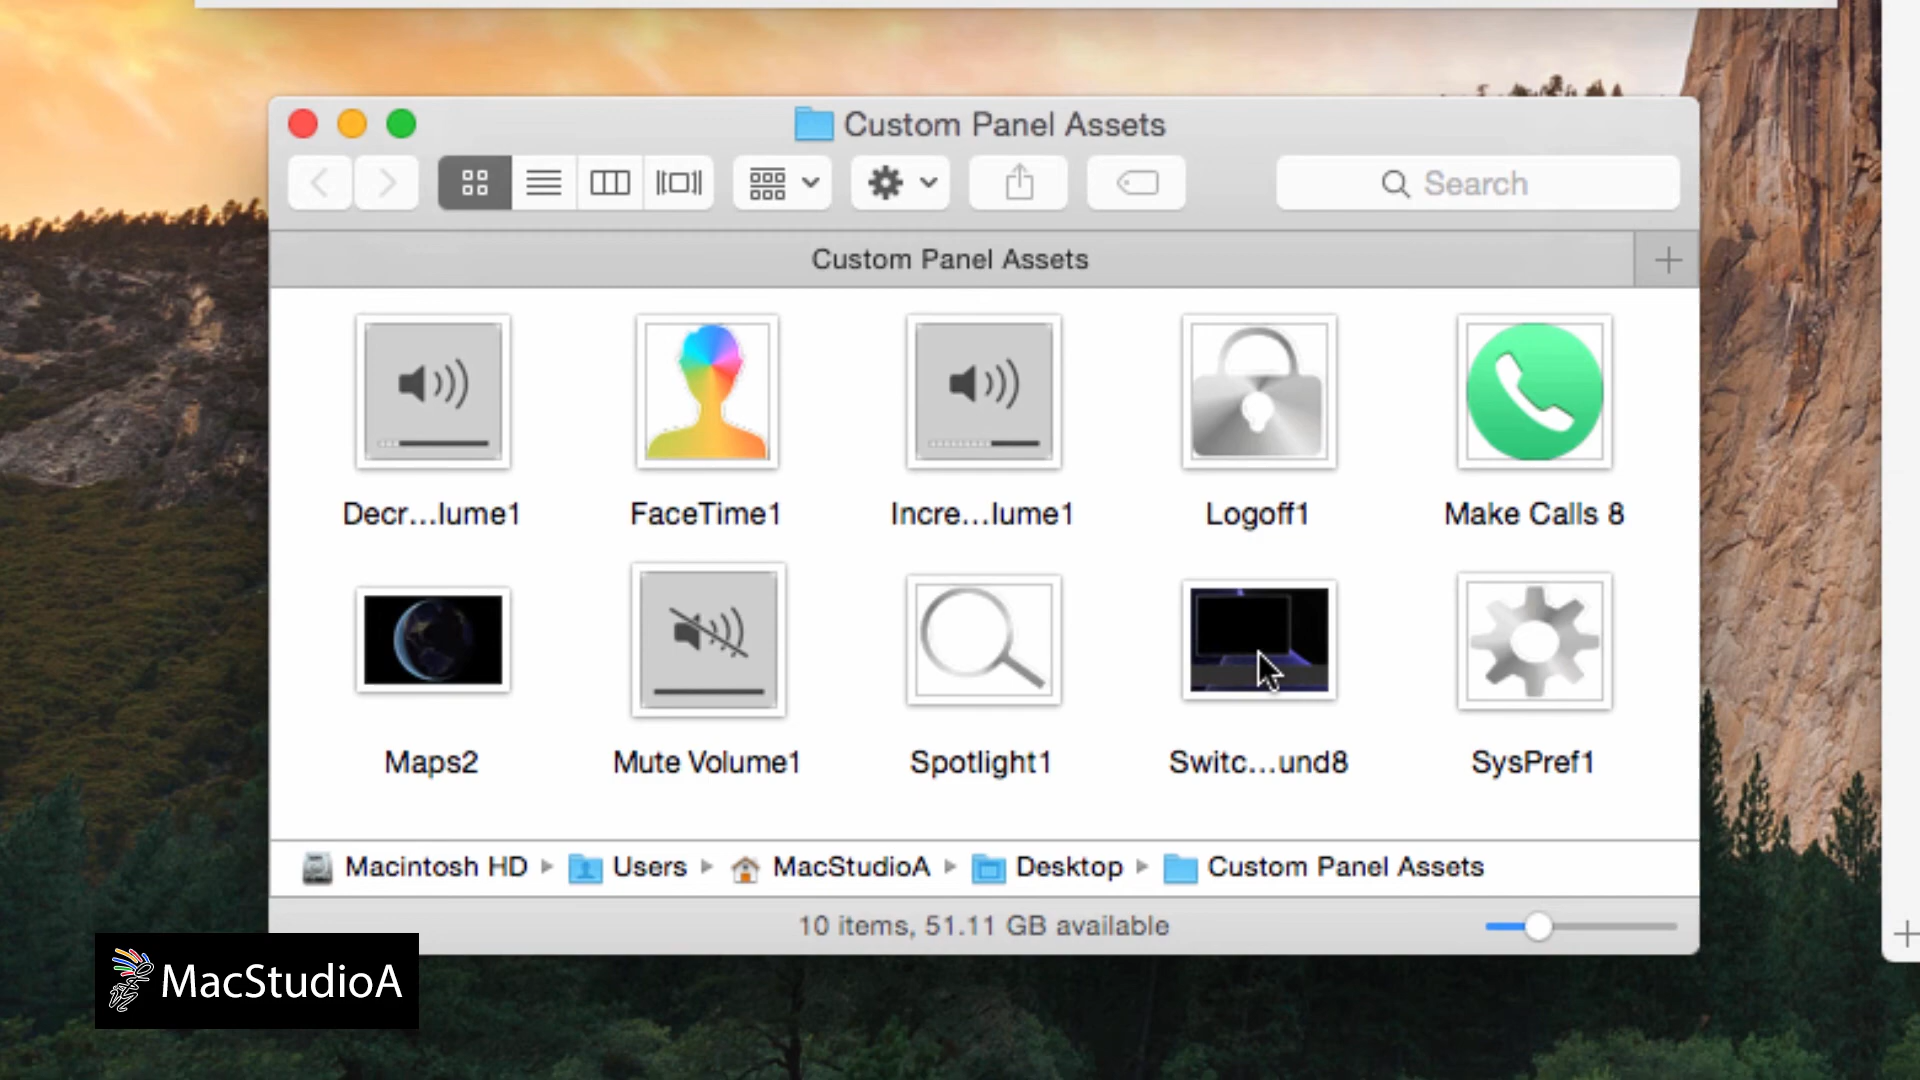 Custom Panel Assets
Search
Custom Panel Assets
Decr...lume1
FaceTime1
Incre...lume1
Logoff1
Make Calls 8
Maps2
Mute Volume1
Spotlight1
Switc...und8
SysPref1
Macintosh HD
Users
MacStudioA
Desktop
Custom Panel Assets
10 items, 51.11 GB available
MacStudioA